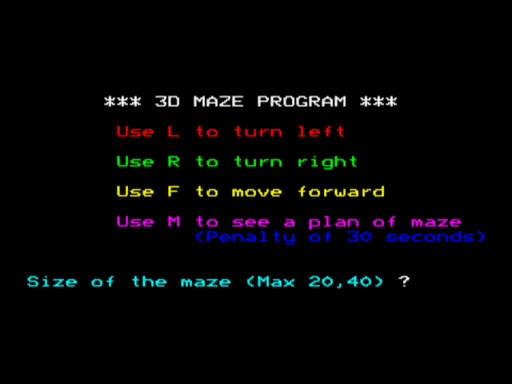 *** 3D MAZE PROGRAM ***
Use L to turn left
Use R to turn right
Use F to move forward
Use M to see a plan of maze
(Penalty of 30 seconds)
Size of the maze (Max 20,40) ?